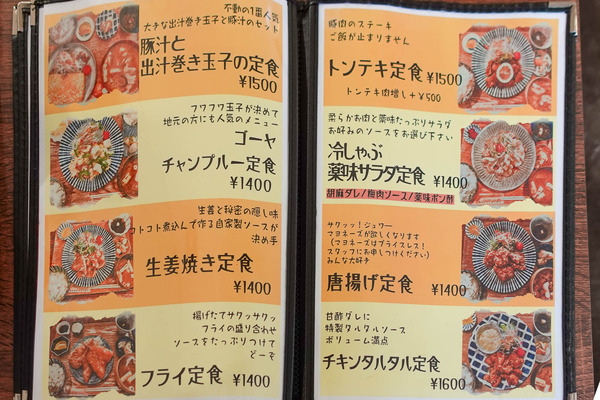 不動の1番人気
大きな出汁巻き玉子と豚汁のセット
豚汁と
出汁巻き玉子の定食
¥1500
フワフワ玉子が決めて
地元の方にも人気のメニュー
ゴーヤ
チャンプルー定食
¥1400
生姜と秘密の隠し味
コトコト煮込んで作る自家製ソースが
決め手
生姜焼き定食
¥1400
揚げたてサクッサクッ
フライの盛り合わせ
ソースをたっぷりつけて
どーぞ
フライ定食 ¥1400
豚肉のステーキ
ご飯が止まりません
トンテキ定食 ¥1500
トンテキ肉増し+¥500
柔らかお肉と薬味たっぷりサラダ
お好みのソースをお選び下さい
冷しゃぶ
薬味サラダ定食 ¥1400
胡麻ダレ/梅肉ソース/薬味ポン酢
サクッッ!ジュワー
マヨネーズが欲しくなります
(マヨネーズはプライスレス!
スタッフにお申しつけください)
みんな大好き
唐揚げ定食 ¥1400
甘酢ダレに
特製タルタルソース
ボリューム満点
チキンタルタル定食
¥1600